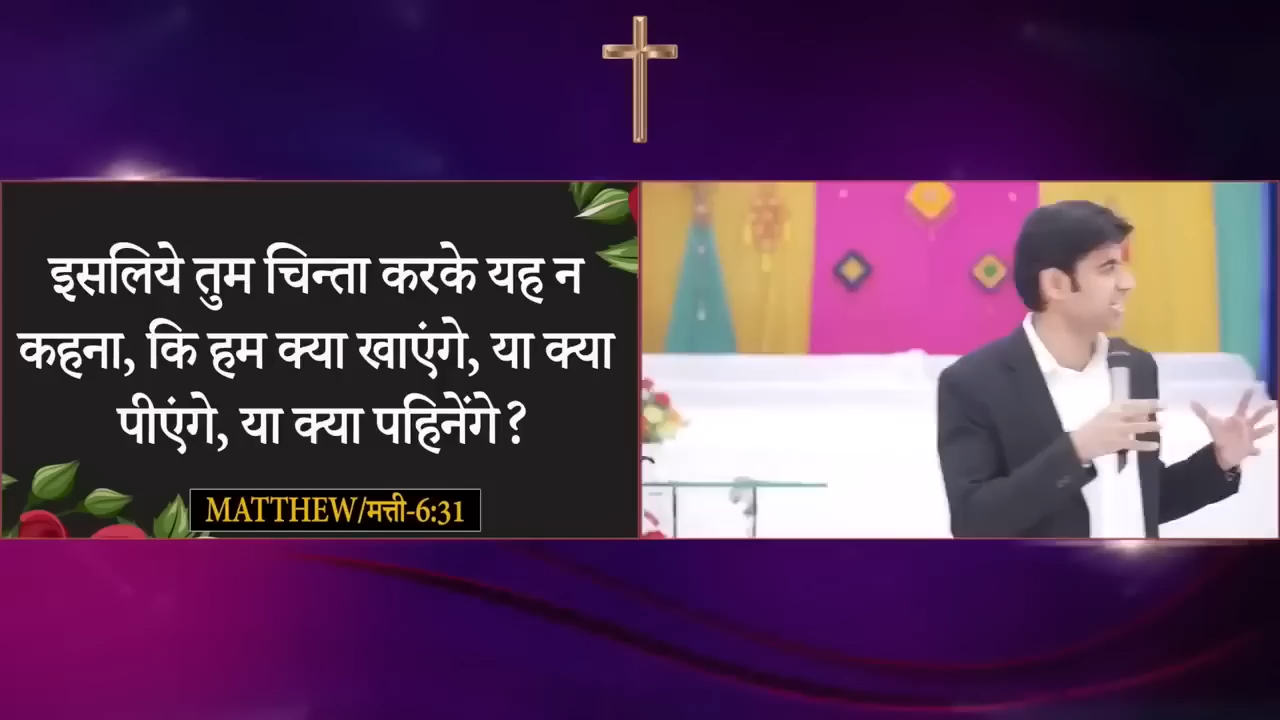 इसलिये तुम चिन्ता करके यह न
कहना, कि हम क्या खाएंगे, या क्या
पीएंगे, या क्या पहिनेंगे?
MATTHEW/मत्ती-6:31